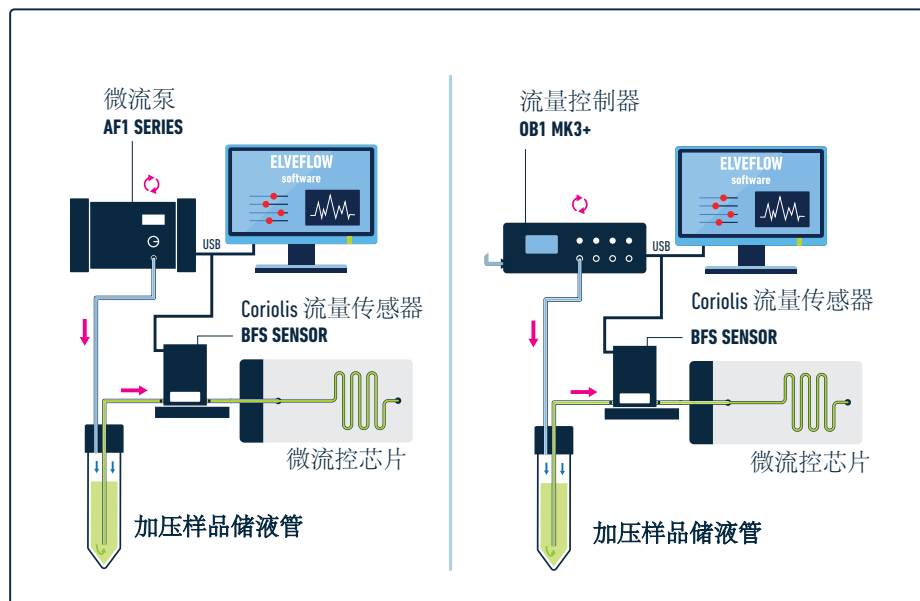 微流泵
AF1 SERIES
ELVEFLOW
software
USB
Coriolis 流量传感器
BFS SENSOR
微流控芯片
加压样品储液管
流量控制器
OB1 MK3+
ELVEFLOW
software
USB
Coriolis 流量传感器
BFS SENSOR
微流控芯片
加压样品储液管